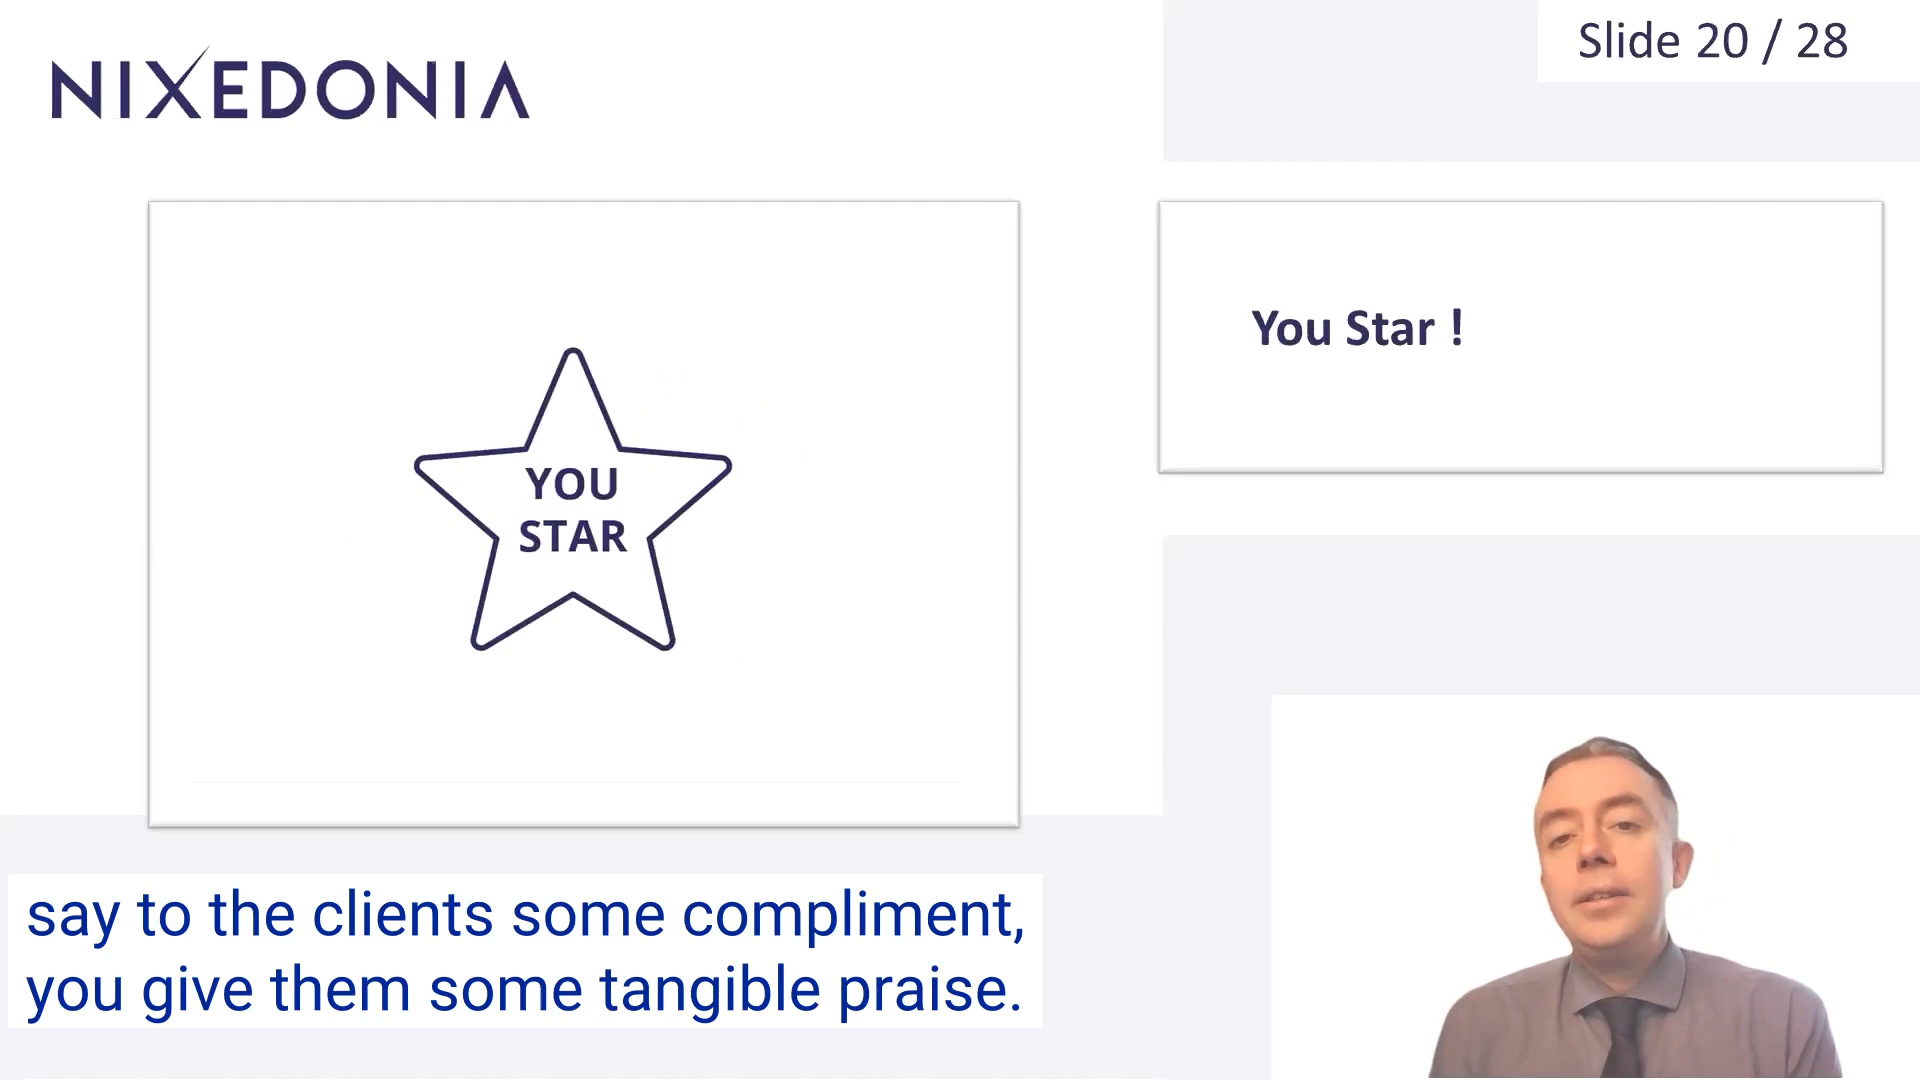 NIXEDONIA
Slide 20 / 28
YOU
STAR
You Star !
say to the clients some compliment,
you give them some tangible praise.